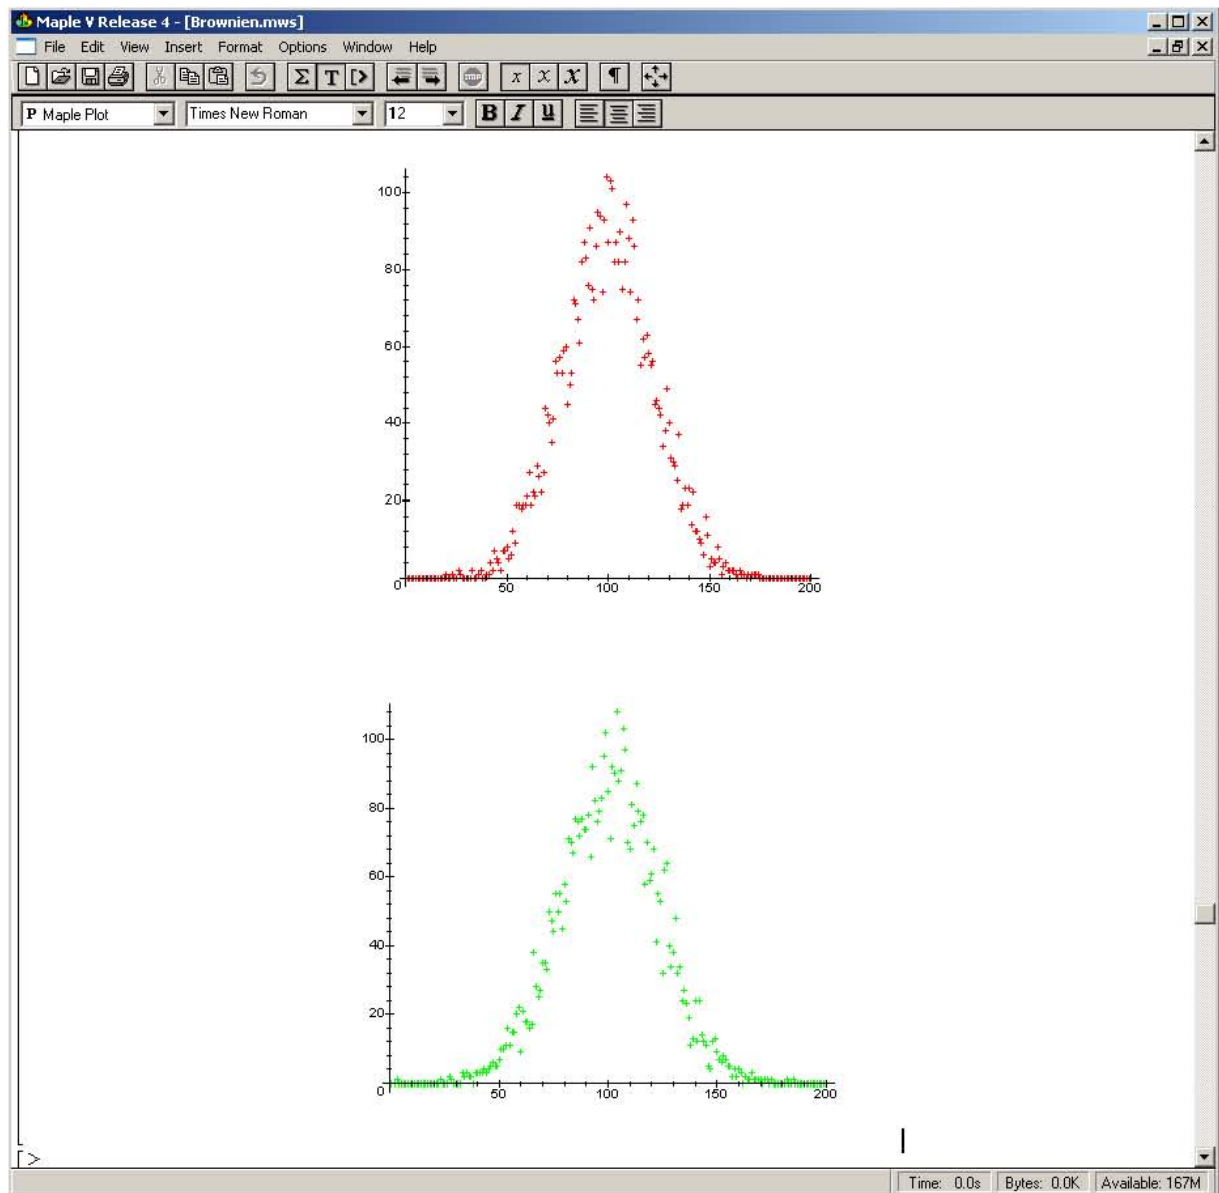 Maple V Release 4 - [Brownien.mws]
File Edit View Insert Format Options Window Help
Σ T [> STOP x x x ¶
P Maple Plot Times New Roman 12 B I u
100
80
60
40
20
0 50 100 150 200
100
80
60
40
20
0 50 100 150 200
[>
Time: 0.0s Bytes: 0.0K Available: 167M